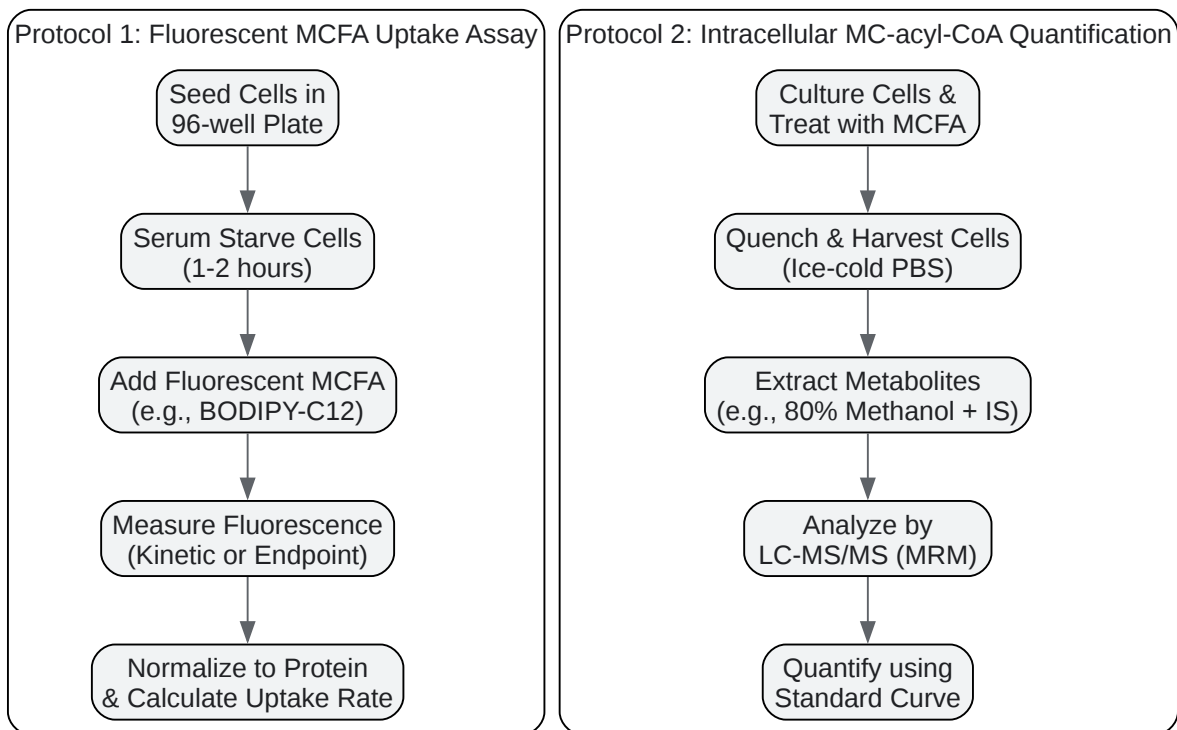 Protocol 1: Fluorescent MCFA Uptake Assay
Seed Cells in
96-well Plate
Serum Starve Cells
(1-2 hours)
Add Fluorescent MCFA
(e.g., BODIPY-C12)
Measure Fluorescence
(Kinetic or Endpoint)
Normalize to Protein
& Calculate Uptake Rate
Protocol 2: Intracellular MC-acyl-CoA Quantification
Culture Cells &
Treat with MCFA
Quench & Harvest Cells
(Ice-cold PBS)
Extract Metabolites
(e.g., 80% Methanol + IS)
Analyze by
LC-MS/MS (MRM)
Quantify using
Standard Curve